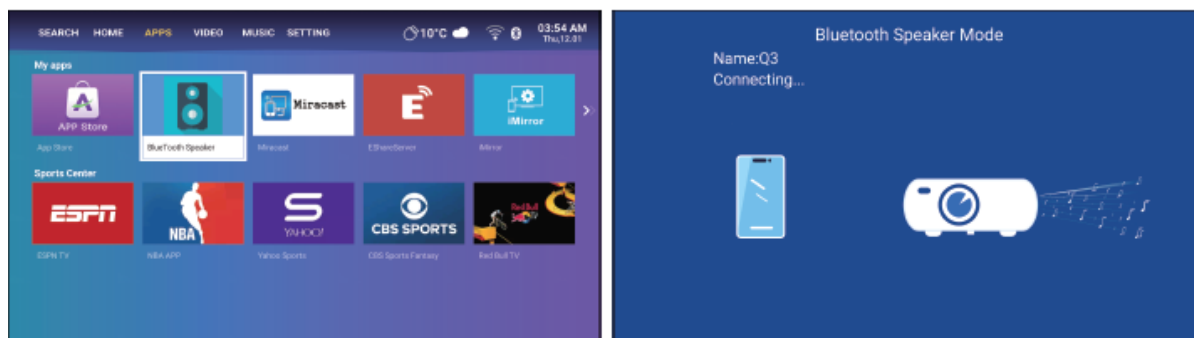 SEARCH HOME APPS VIDEO MUSIC SETTING 10°C 03:54 AM
Thu,12.01
My apps
A
APP Store
Miracast
E
iMirror
App Store BlueTooth Speaker Miracast EShareServer iMirror
Sports Center
ESPN
NBA
S
YAHOO!
CBS SPORTS
Red Bull
ESPN TV NBA APP Yahoo Sports CBS Sports Fantasy Red Bull TV
Bluetooth Speaker Mode
Name:Q3
Connecting...